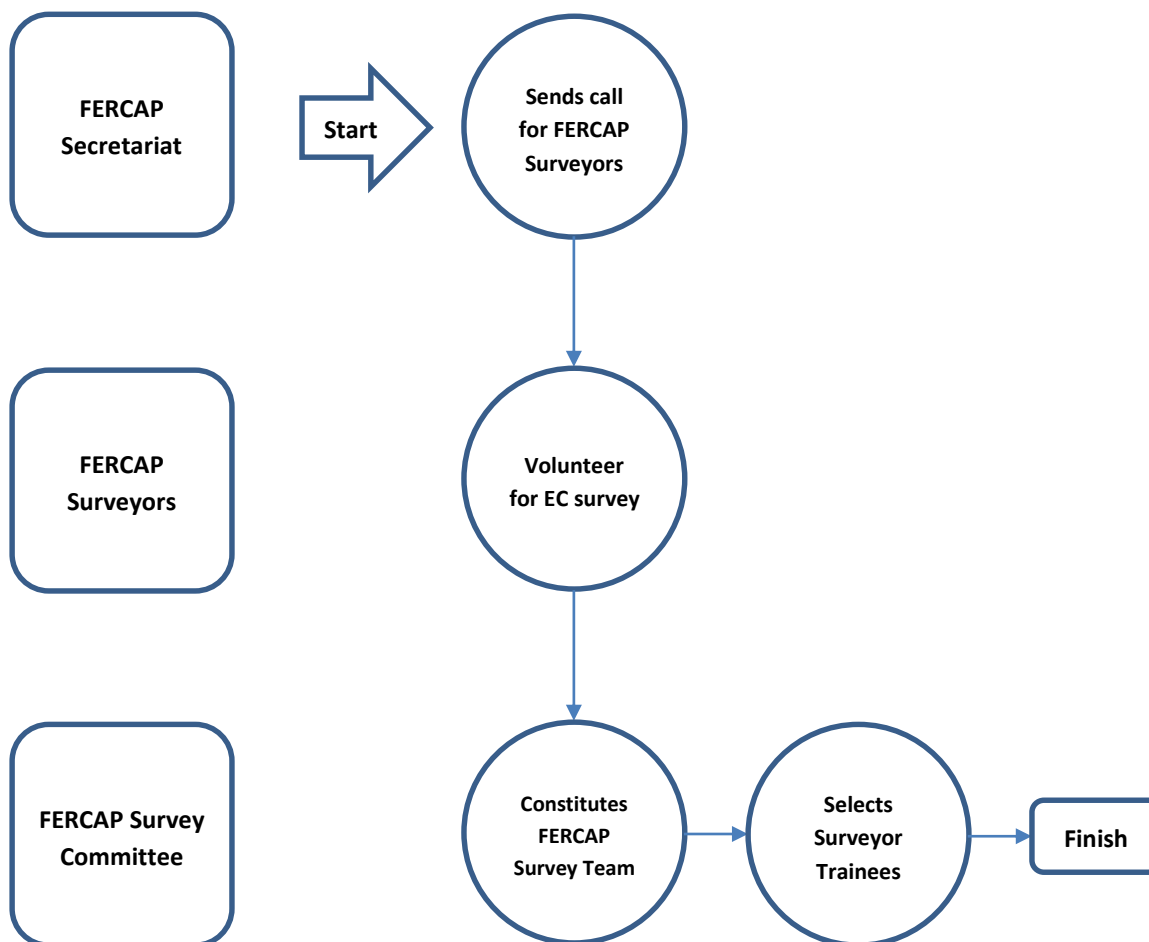 FERCAP
Secretariat
Start
Sends call
for FERCAP
Surveyors
FERCAP
Surveyors
Volunteer
for EC survey
FERCAP Survey
Committee
Constitutes
FERCAP
Survey Team
Selects
Surveyor
Trainees
Finish